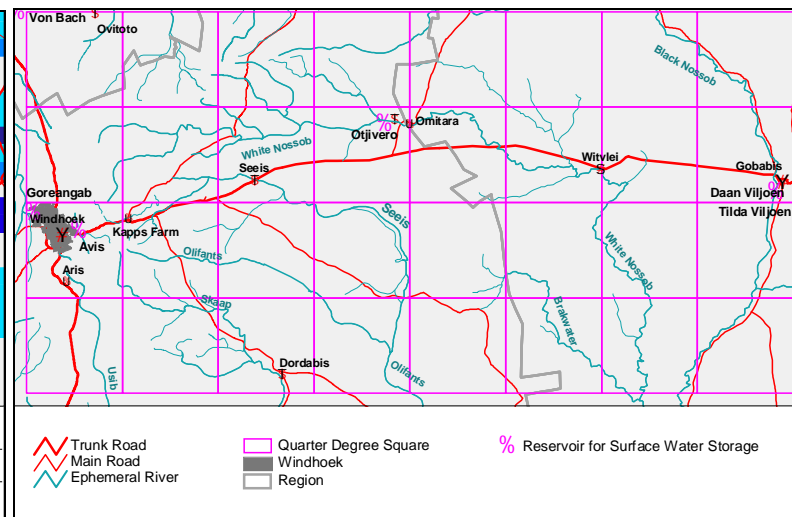 Von Bach
Ovitoto
Black Nossob
Otjivero
Omitara
White Nossob
Seeis
Witvlei
Gobabis
Daan Viljoen
Tilda Viljoen
Goreangab
Windhoek
Kapps Farm
Avis
Aris
Seeis
Olifants
White Nossob
Skaap
Brakwater
Usib
Dordabis
Olifants
Trunk Road
Main Road
Ephemeral River
Quarter Degree Square
Windhoek
Region
% Reservoir for Surface Water Storage